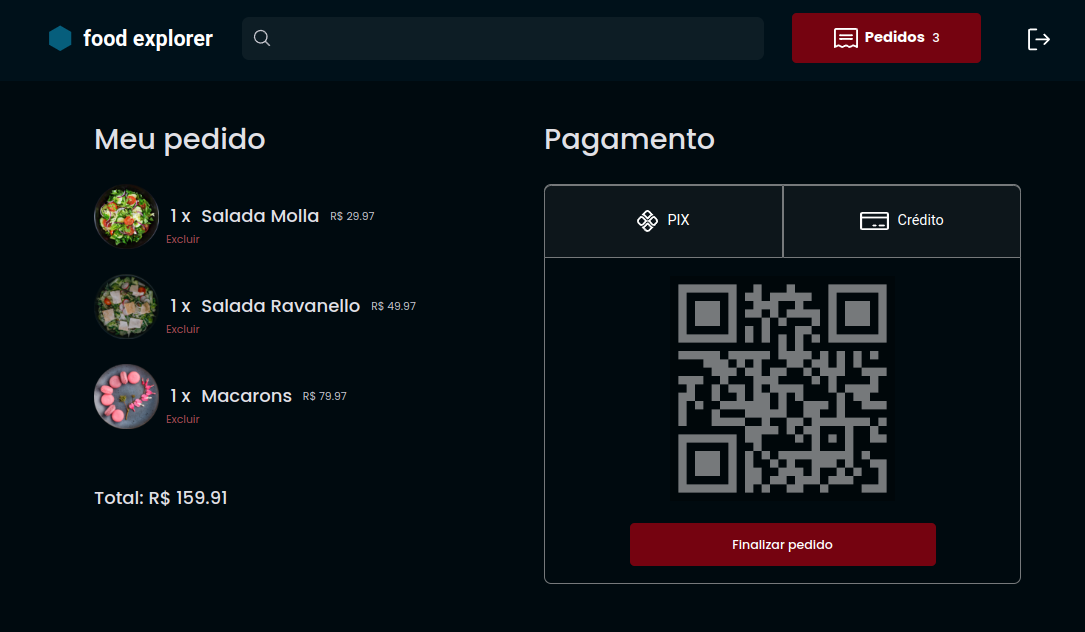 food explorer
Pedidos 3
Meu pedido
1 x Salada Molla R$ 29.97
Excluir
1 x Salada Ravanello R$ 49.97
Excluir
1 x Macarons R$ 79.97
Excluir
Total: R$ 159.91
Pagamento
PIX
Crédito
Finalizar pedido